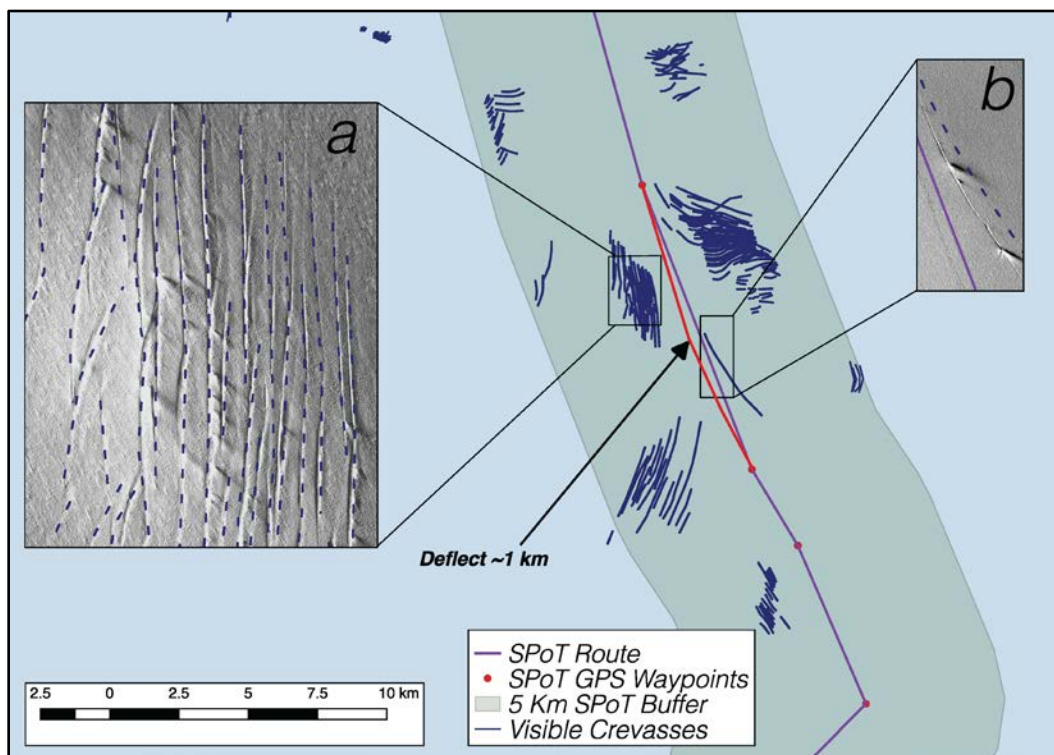 a
b
Deflect ~1 km
SPoT Route
SPoT GPS Waypoints
5 Km SPoT Buffer
Visible Crevasses
2.5 0 2.5 5 7.5 10 km